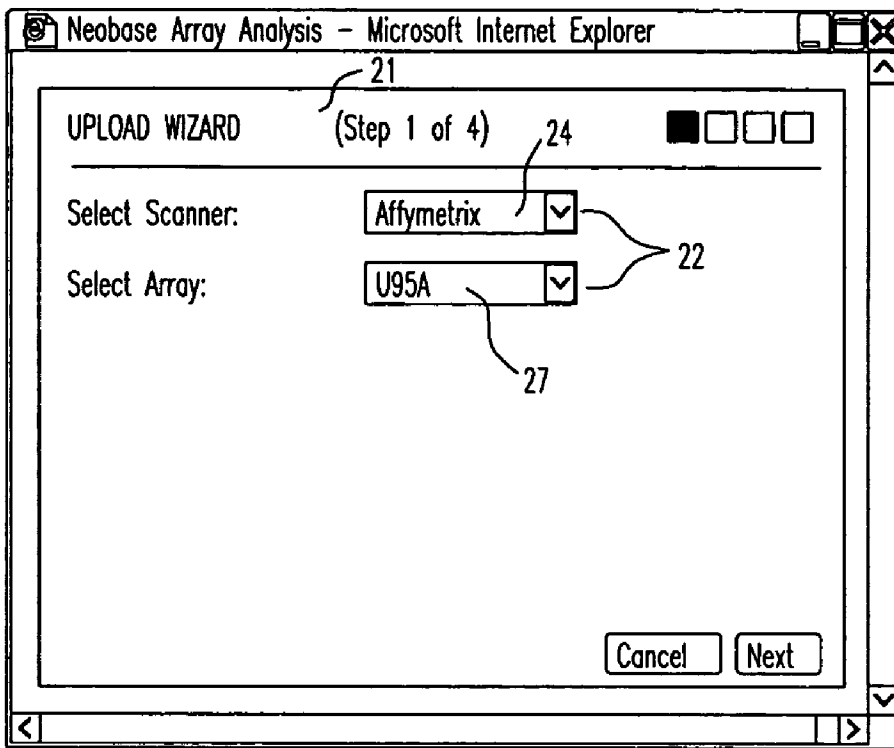 Neobase Array Analysis – Microsoft Internet Explorer
21
UPLOAD WIZARD (Step 1 of 4)
24
Select Scanner: Affymetrix
22
Select Array: U95A
27
Cancel Next